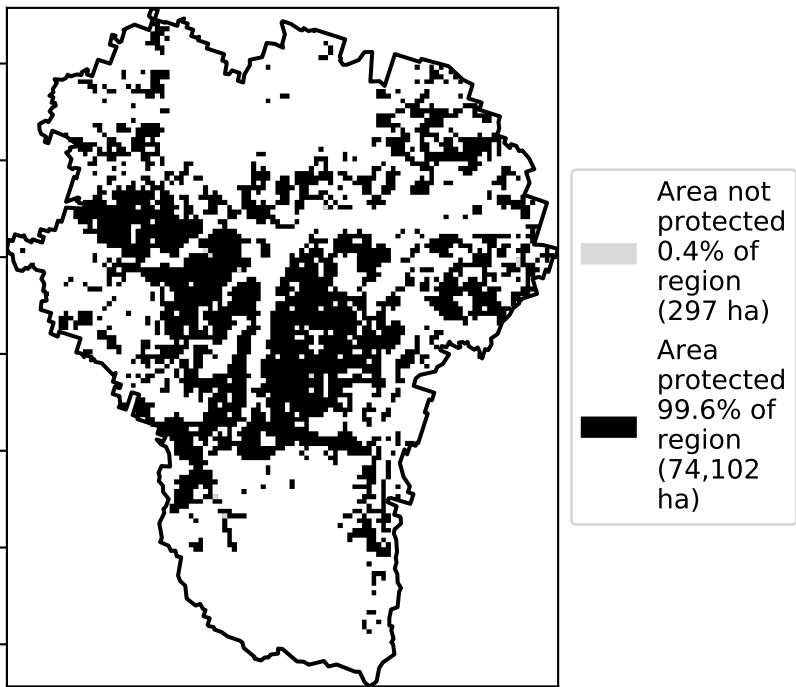 Area not
protected
0.4% of
region
(297 ha)
Area
protected
99.6% of
region
(74,102
ha)